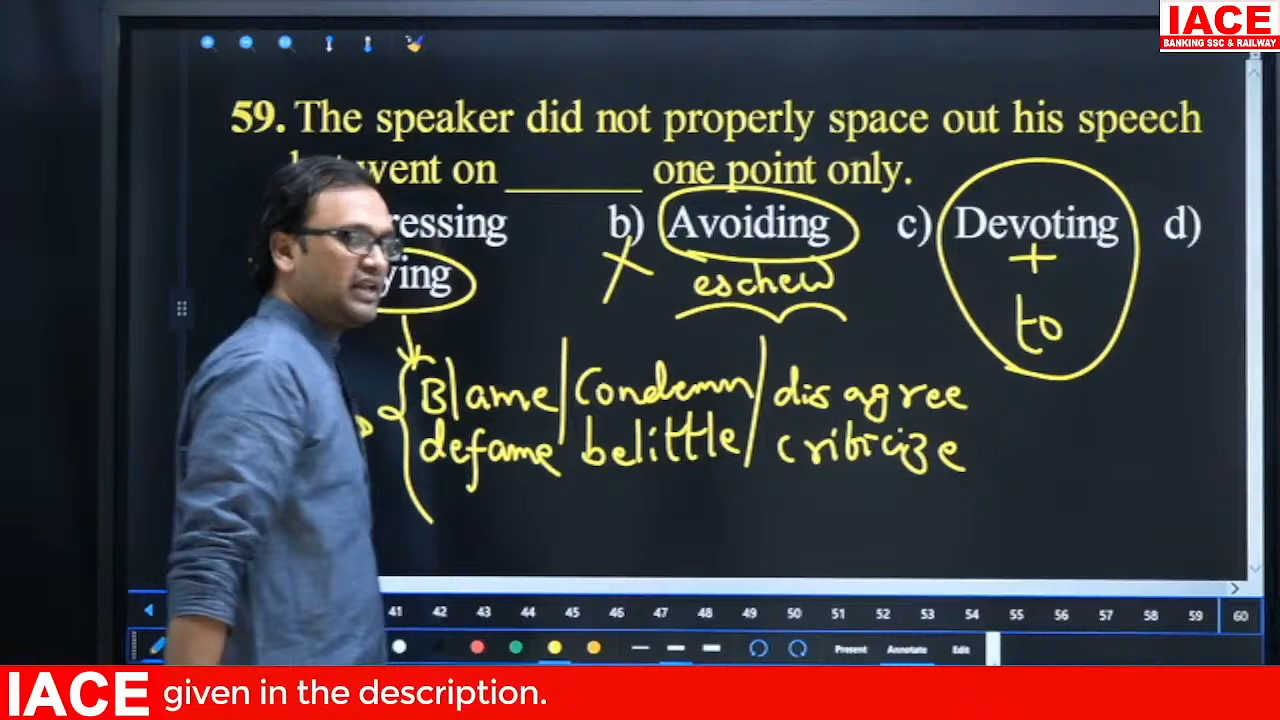 IACE
BANKING SSC & RAILWAY
59. The speaker did not properly space out his speech
went on ______ one point only.
ressing b) Avoiding c) Devoting d)
ying
eschew
+
to
Blame / Condemn / disagree
defame belittle / criticize
41 42 43 44 45 46 47 48 49 50 51 52 53 54 55 56 57 58 59 60
Present Annotate Edit
IACE given in the description.